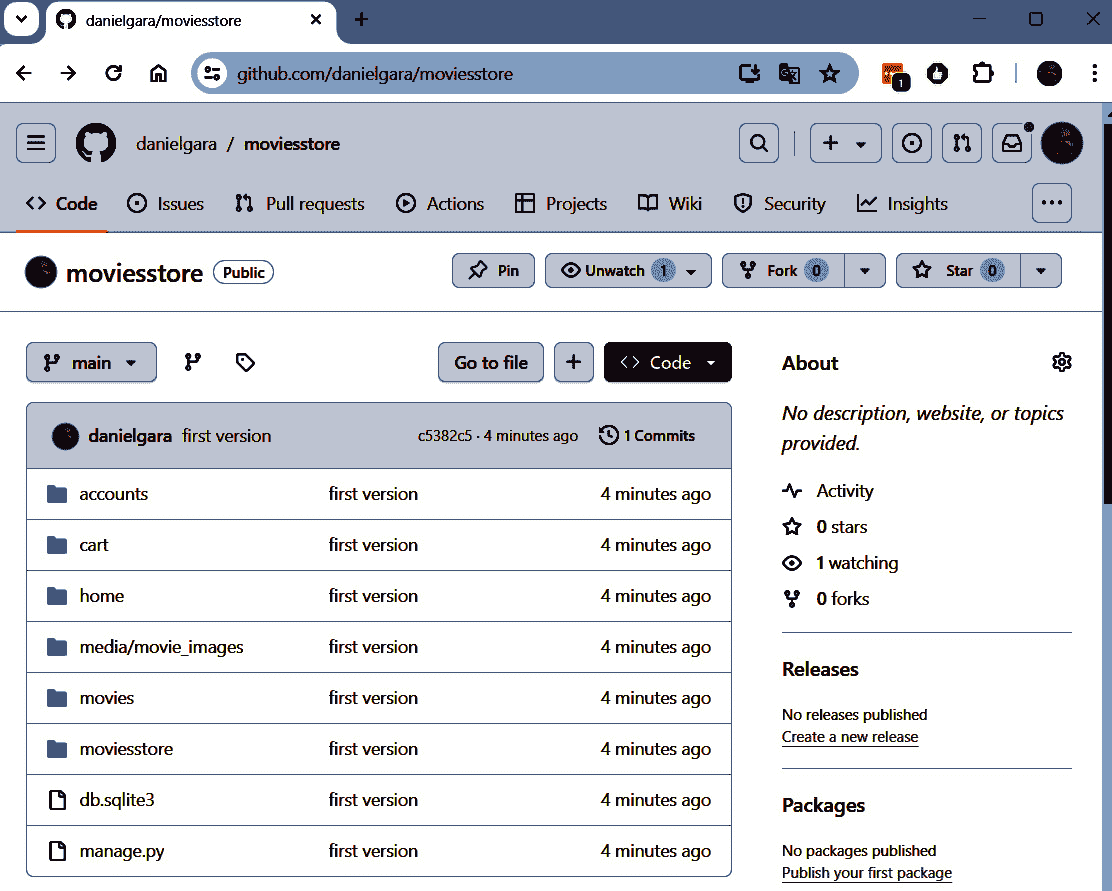 danielgara/moviesstore
github.com/danielgara/moviesstore
1
danielgara / moviesstore
Code Issues Pull requests Actions Projects Wiki Security Insights
moviesstore Public Pin Unwatch 1 Fork 0 Star 0
main Go to file Code
danielgara first version c5382c5 · 4 minutes ago 1 Commits
accounts first version 4 minutes ago
cart first version 4 minutes ago
home first version 4 minutes ago
media/movie_images first version 4 minutes ago
movies first version 4 minutes ago
moviesstore first version 4 minutes ago
db.sqlite3 first version 4 minutes ago
manage.py first version 4 minutes ago
About
No description, website, or topics
provided.
Activity
0 stars
1 watching
0 forks
Releases
No releases published
Create a new release
Packages
No packages published
Publish your first package